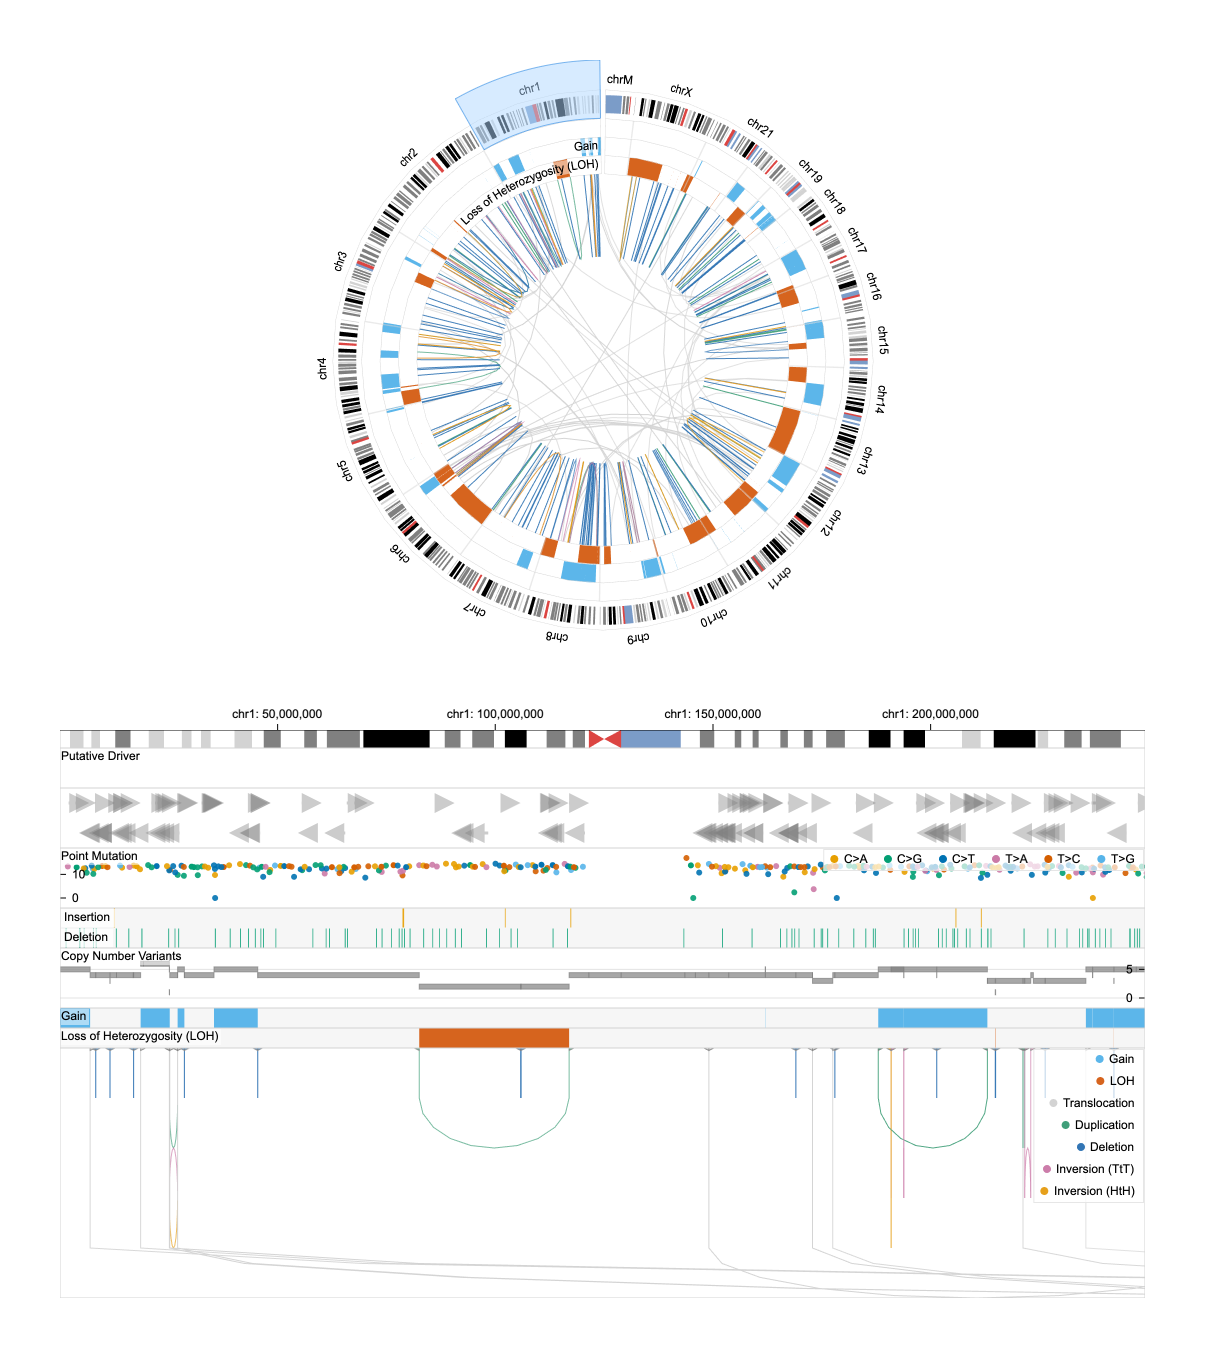 chrM
chrX
chr1
chr21
chr2
chr19
Gain
Loss of Heterozygosity (LOH)
chr18
chr17
chr3
chr16
chr15
chr4
chr14
chr13
chr5
chr12
chr6
chr11
chr7
chr10
chr8
chr9
chr1: 50,000,000
chr1: 100,000,000
chr1: 150,000,000
chr1: 200,000,000
Putative Driver
Point Mutation
C>A
C>G
C>T
T>A
T>C
T>G
10
0
Insertion
Deletion
Copy Number Variants
5
0
Gain
Loss of Heterozygosity (LOH)
Gain
LOH
Translocation
Duplication
Deletion
Inversion (TtT)
Inversion (HtH)